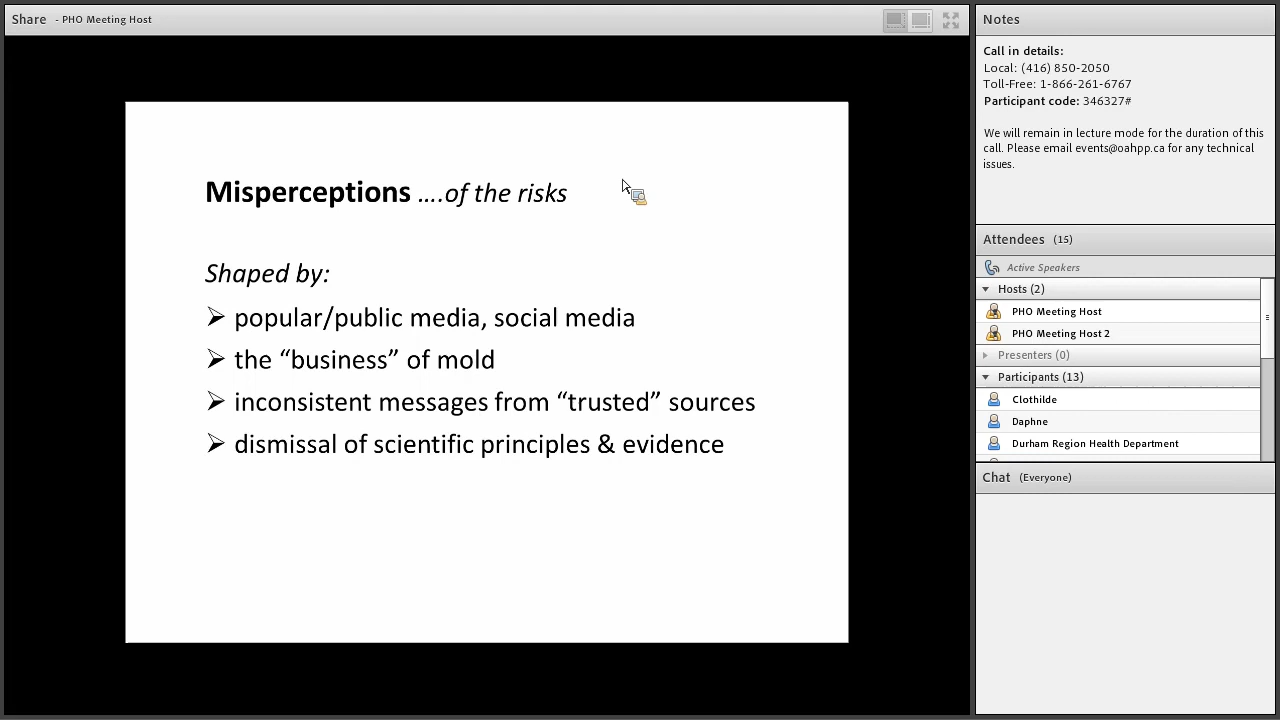 Share - PHO Meeting Host
Misperceptions ....of the risks
Shaped by:
➢ popular/public media, social media
➢ the “business” of mold
➢ inconsistent messages from “trusted” sources
➢ dismissal of scientific principles & evidence
Notes
Call in details:
Local: (416) 850-2050
Toll-Free: 1-866-261-6767
Participant code: 346327#
We will remain in lecture mode for the duration of this
call. Please email events@oahpp.ca for any technical
issues.
Attendees (15)
Active Speakers
Hosts (2)
PHO Meeting Host
PHO Meeting Host 2
Presenters (0)
Participants (13)
Clothilde
Daphne
Durham Region Health Department
Chat (Everyone)